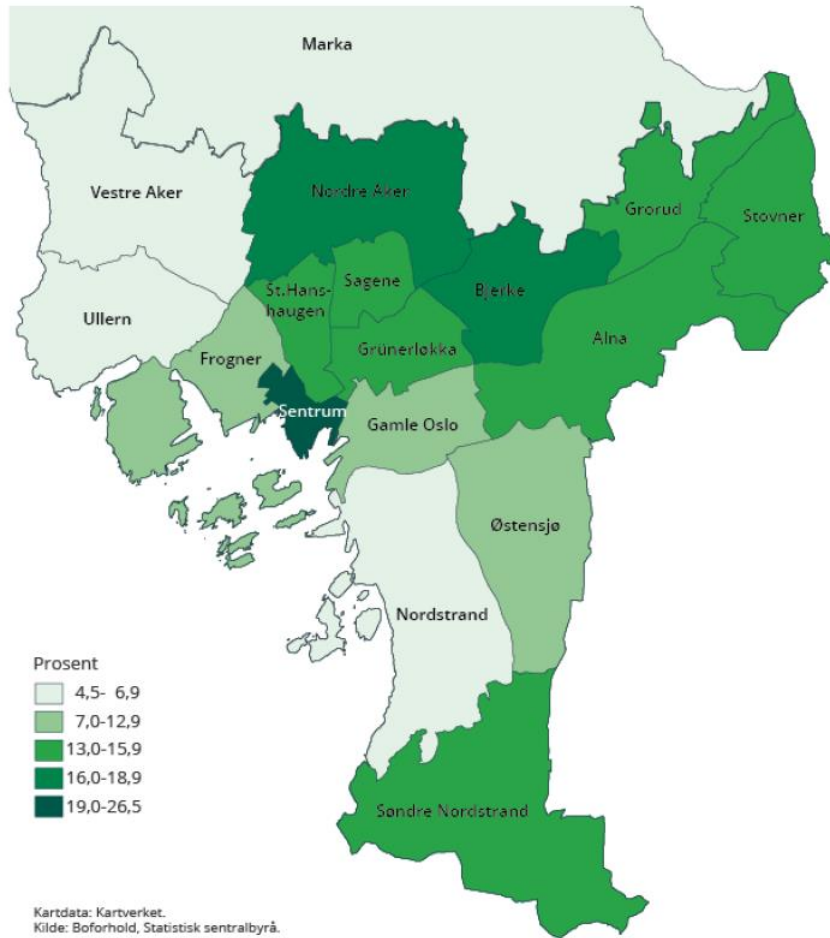 Marka
Vestre Aker
Nordre Aker
Grorud
Stovner
Sagene
Bjerke
St.Hans-
haugen
Ullern
Grünerløkka
Alna
Frogner
Sentrum
Gamle Oslo
Østensjø
Nordstrand
Prosent
4,5- 6,9
7,0-12,9
13,0-15,9
16,0-18,9
19,0-26,5
Søndre Nordstrand
Kartdata: Kartverket.
Kilde: Boforhold, Statistisk sentralbyrå.